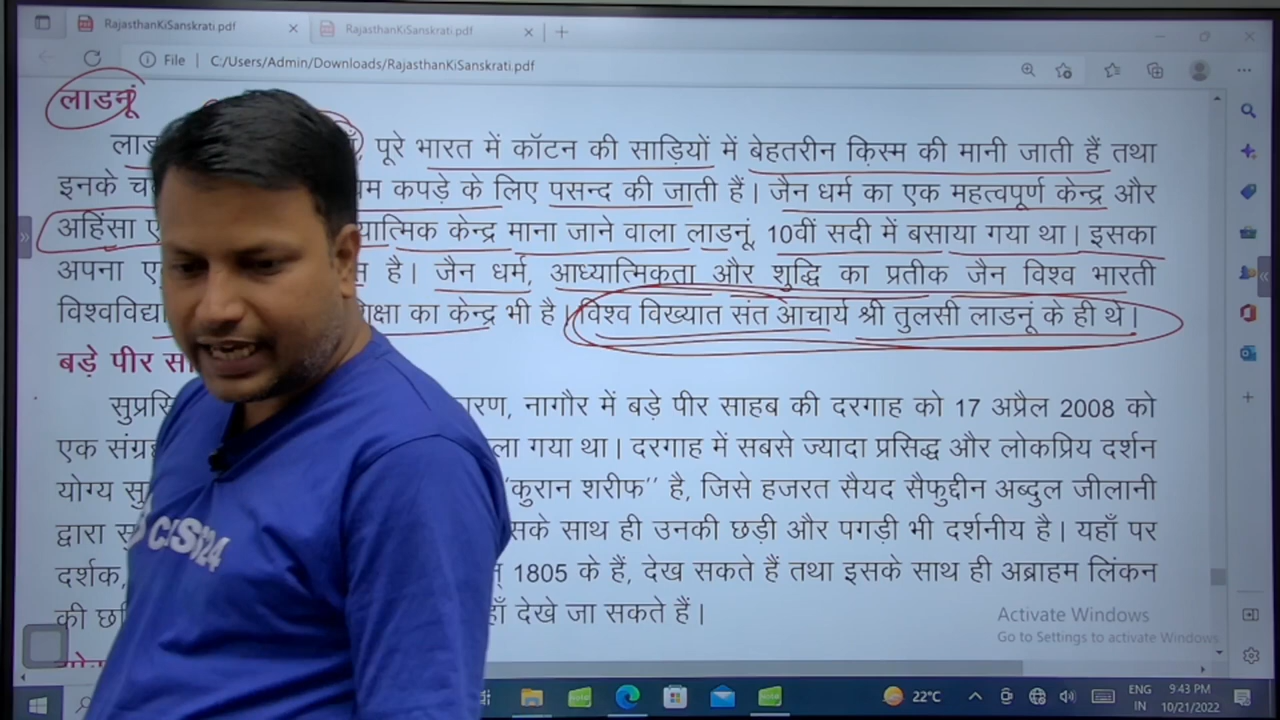 RajasthanKiSanskrati.pdf
RajasthanKiSanskrati.pdf
File
C:/Users/Admin/Downloads/RajasthanKiSanskrati.pdf
लाडनूं
पूरे भारत में कॉटन की साड़ियों में बेहतरीन किस्म की मानी जाती हैं तथा
इनके कपड़े के लिए पसन्द की जाती हैं। जैन धर्म का एक महत्वपूर्ण केन्द्र और
अहिंसा केन्द्र माना जाने वाला लाडनूं, 10वीं सदी में बसाया गया था। इसका
अपना है। जैन धर्म, आध्यात्मिकता और शुद्धि का प्रतीक जैन विश्व भारती
का केन्द्र भी है। विश्व विख्यात संत आचार्य श्री तुलसी लाडनूं के ही थे।
बड़े पीर
नागौर में बड़े पीर साहब की दरगाह को 17 अप्रैल 2008 को
एक गया था। दरगाह में सबसे ज्यादा प्रसिद्ध और लोकप्रिय दर्शन
योग्य ‘‘कुरान शरीफ’’ है, जिसे हजरत सैयद सैफुद्दीन अब्दुल जीलानी
द्वारा साथ ही उनकी छड़ी और पगड़ी भी दर्शनीय है। यहाँ पर
दर्शक, 1805 के हैं, देख सकते हैं तथा इसके साथ ही अब्राहम लिंकन
की देखे जा सकते हैं।
Activate Windows
Go to Settings to activate Windows
22°C
ENG
IN
9:43 PM
10/21/2022